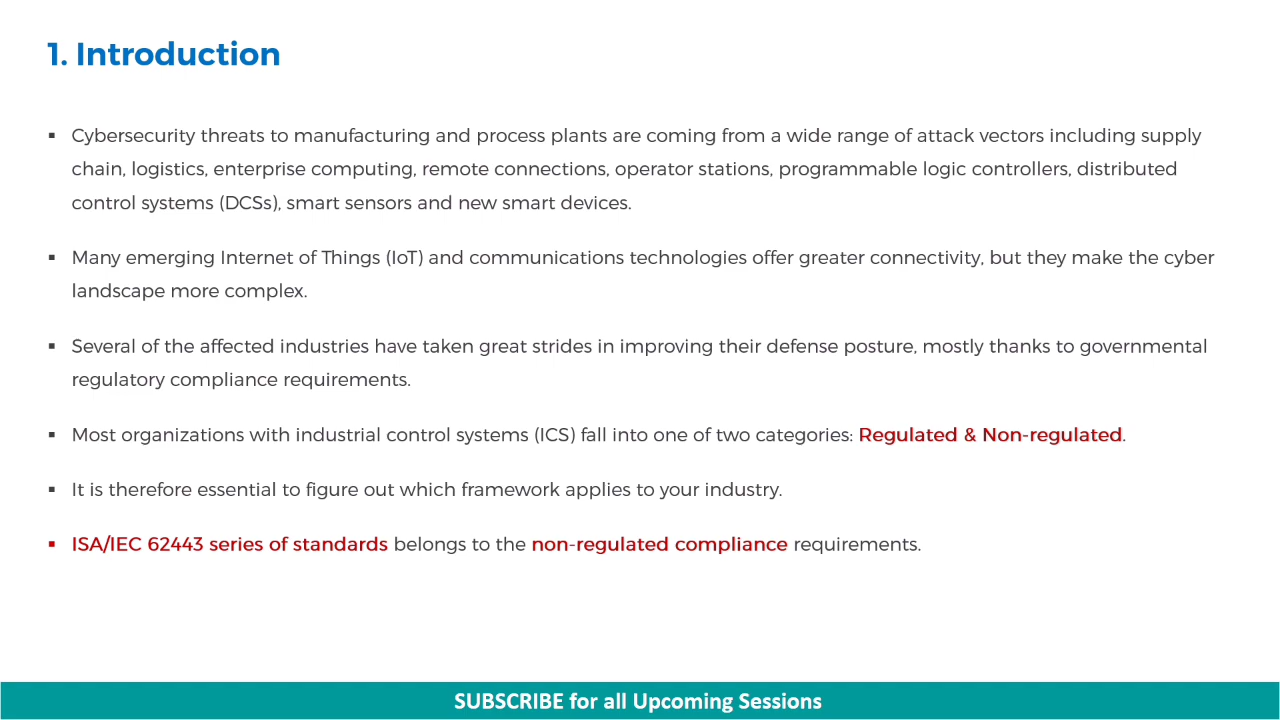 1. Introduction
▪ Cybersecurity threats to manufacturing and process plants are coming from a wide range of attack vectors including supply
chain, logistics, enterprise computing, remote connections, operator stations, programmable logic controllers, distributed
control systems (DCSs), smart sensors and new smart devices.
▪ Many emerging Internet of Things (IoT) and communications technologies offer greater connectivity, but they make the cyber
landscape more complex.
▪ Several of the affected industries have taken great strides in improving their defense posture, mostly thanks to governmental
regulatory compliance requirements.
▪ Most organizations with industrial control systems (ICS) fall into one of two categories: Regulated & Non-regulated.
▪ It is therefore essential to figure out which framework applies to your industry.
▪ ISA/IEC 62443 series of standards belongs to the non-regulated compliance requirements.
SUBSCRIBE for all Upcoming Sessions